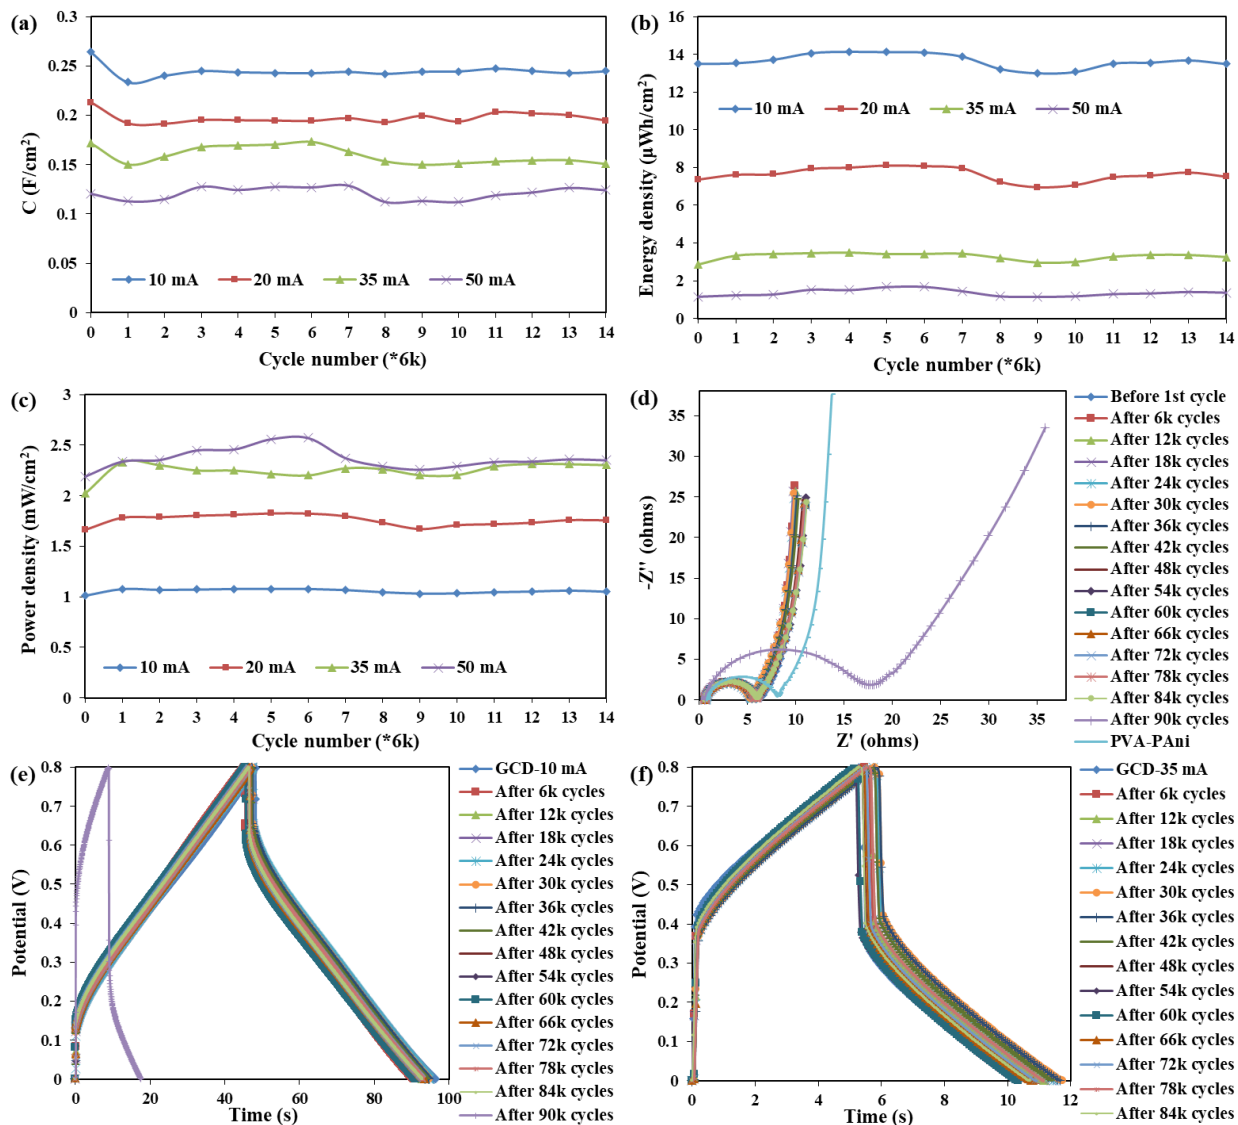 (a)
0.3
0.25
0.2
0.15
0.1
0.05
0
C (F/cm²)
10 mA 20 mA 35 mA 50 mA
0 1 2 3 4 5 6 7 8 9 10 11 12 13 14
Cycle number (*6k)
(b)
16
14
12
10
8
6
4
2
0
Energy density (µWh/cm²)
10 mA 20 mA 35 mA 50 mA
0 1 2 3 4 5 6 7 8 9 10 11 12 13 14
Cycle number (*6k)
(c)
3
2.5
2
1.5
1
0.5
0
Power density (mW/cm²)
10 mA 20 mA 35 mA 50 mA
0 1 2 3 4 5 6 7 8 9 10 11 12 13 14
Cycle number (*6k)
(d)
35
30
25
20
15
10
5
0
-Z'' (ohms)
0 5 10 15 20 25 30 35
Z' (ohms)
Before 1st cycle
After 6k cycles
After 12k cycles
After 18k cycles
After 24k cycles
After 30k cycles
After 36k cycles
After 42k cycles
After 48k cycles
After 54k cycles
After 60k cycles
After 66k cycles
After 72k cycles
After 78k cycles
After 84k cycles
After 90k cycles
PVA-PAni
(e)
0.8
0.7
0.6
0.5
0.4
0.3
0.2
0.1
0
Potential (V)
0 20 40 60 80 100
Time (s)
GCD-10 mA
After 6k cycles
After 12k cycles
After 18k cycles
After 24k cycles
After 30k cycles
After 36k cycles
After 42k cycles
After 48k cycles
After 54k cycles
After 60k cycles
After 66k cycles
After 72k cycles
After 78k cycles
After 84k cycles
After 90k cycles
(f)
0.8
0.7
0.6
0.5
0.4
0.3
0.2
0.1
0
Potential (V)
0 2 4 6 8 10 12
Time (s)
GCD-35 mA
After 6k cycles
After 12k cycles
After 18k cycles
After 24k cycles
After 30k cycles
After 36k cycles
After 42k cycles
After 48k cycles
After 54k cycles
After 60k cycles
After 66k cycles
After 72k cycles
After 78k cycles
After 84k cycles